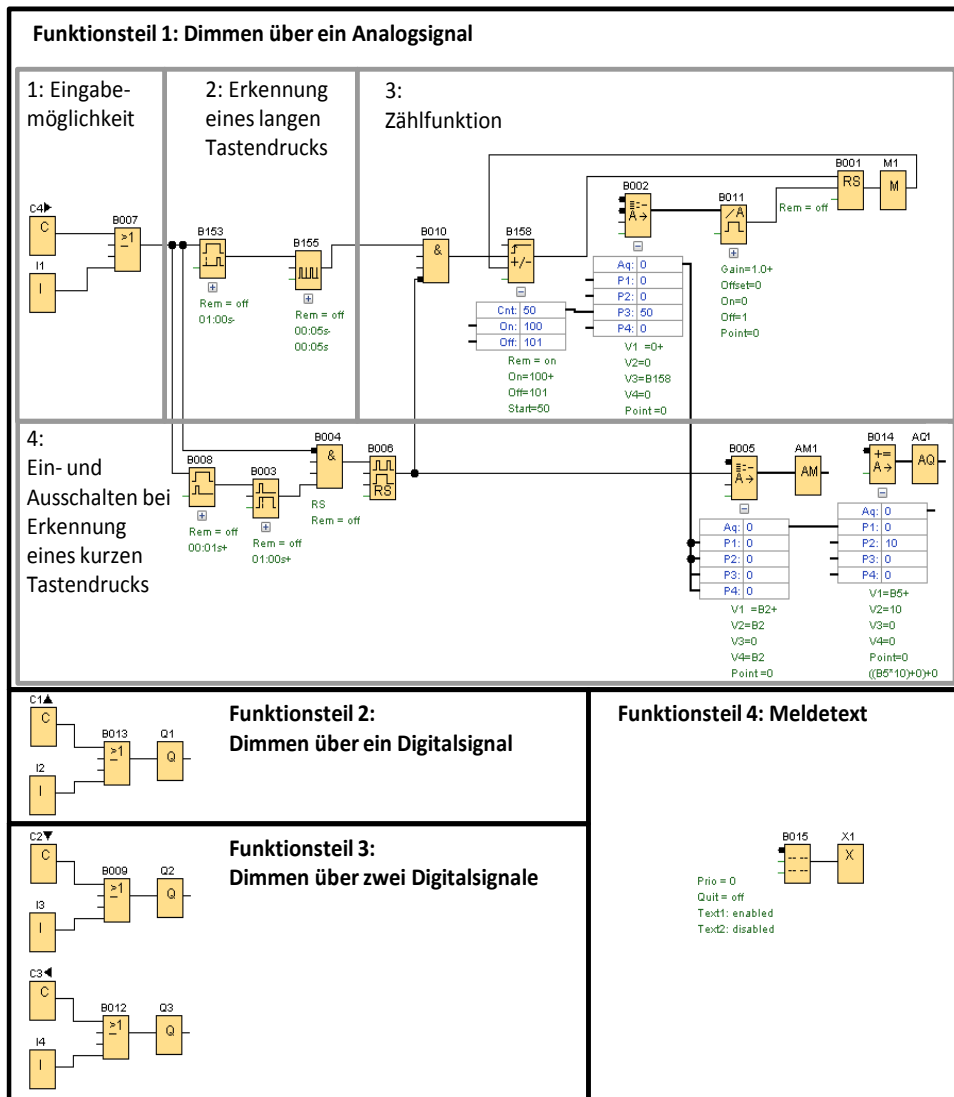 Funktionsteil 1: Dimmen über ein Analogsignal
1: Eingabe-
möglichkeit
2: Erkennung
eines langen
Tastendrucks
3:
Zählfunktion
C4
C
I1
I
B007
≥1
B153
Rem = off
01:00s-
B155
Rem = off
00:05s-
00:05s
B010
&
B158
+/-
Cnt: 50
On: 100
Off: 101
Rem = on
On=100+
Off=101
Start=50
B002
A→
Aq: 0
P1: 0
P2: 0
P3: 50
P4: 0
V1 =0+
V2=0
V3=B158
V4=0
Point =0
B011
/A
Gain=1.0+
Offset=0
On=0
Off=1
Point=0
B001
RS
Rem = off
M1
M
4:
Ein- und
Ausschalten bei
Erkennung
eines kurzen
Tastendrucks
B008
Rem = off
00:01s+
B003
Rem = off
01:00s+
B004
&
RS
Rem = off
B006
RS
B005
A→
Aq: 0
P1: 0
P2: 0
P3: 0
P4: 0
V1 =B2+
V2=B2
V3=0
V4=B2
Point =0
AM1
AM
B014
+=
A→
Aq: 0
P1: 0
P2: 10
P3: 0
P4: 0
V1=B5+
V2=10
V3=0
V4=0
Point=0
((B5*10)+0)+0
AQ1
AQ
Funktionsteil 2:
Dimmen über ein Digitalsignal
C1
C
I2
I
B013
≥1
Q1
Q
Funktionsteil 3:
Dimmen über zwei Digitalsignale
C2
C
I3
I
B009
≥1
Q2
Q
C3
C
I4
I
B012
≥1
Q3
Q
Funktionsteil 4: Meldetext
B015
X1
X
Prio = 0
Quit = off
Text1: enabled
Text2: disabled